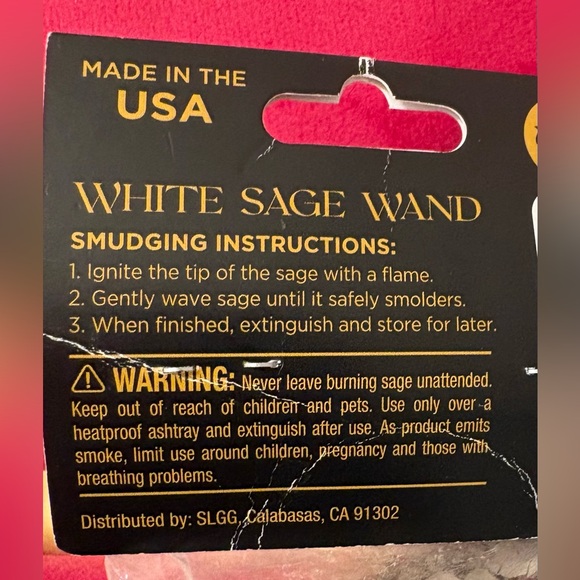 MADE IN THE
USA
WHITE SAGE WAND
SMUDGING INSTRUCTIONS:
1. Ignite the tip of the sage with a flame.
2. Gently wave sage until it safely smolders.
3. When finished, extinguish and store for later.
WARNING: Never leave burning sage unattended.
Keep out of reach of children and pets. Use only over a
heatproof ashtray and extinguish after use. As product emits
smoke, limit use around children, pregnancy and those with
breathing problems.
Distributed by: SLGG, Calabasas, CA 91302